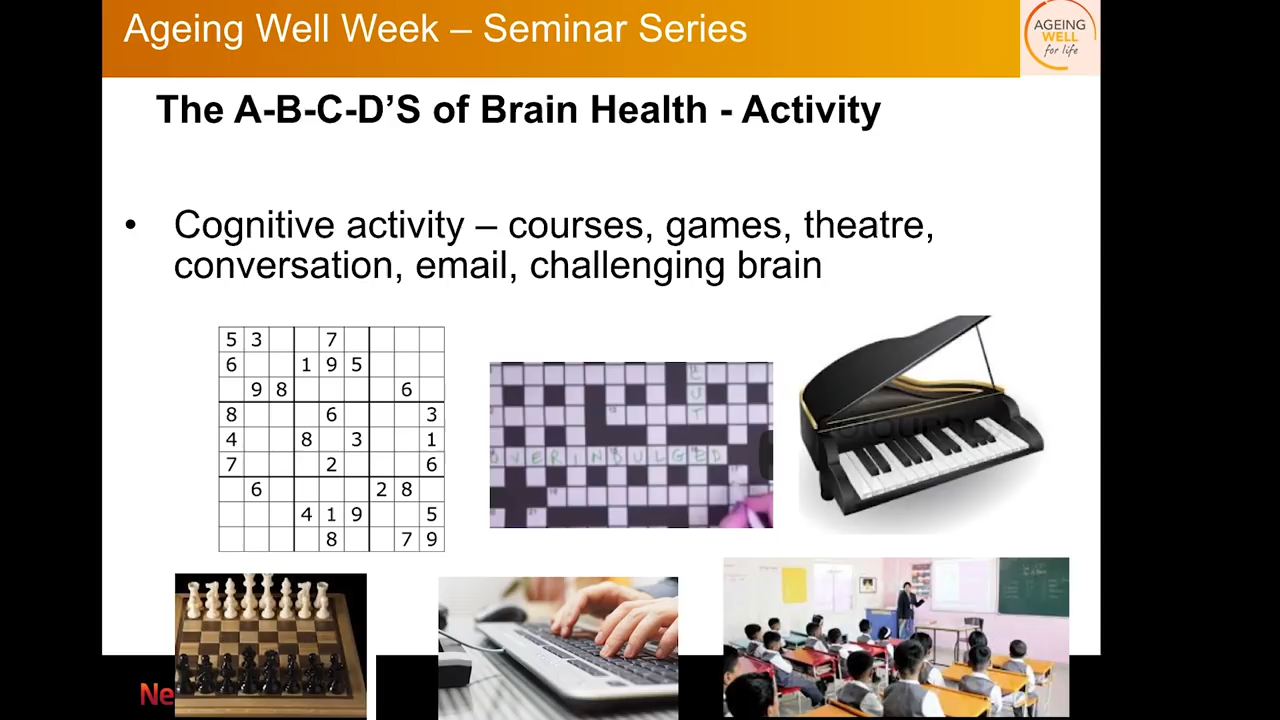 Ageing Well Week – Seminar Series
AGEING
WELL
for life
The A-B-C-D’S of Brain Health - Activity
• Cognitive activity – courses, games, theatre,
conversation, email, challenging brain
5 3 7
6 1 9 5
9 8 6
8 6 3
4 8 3 1
7 2 6
6 2 8
4 1 9 5
8 7 9
CUT
OVERINDULGED
Ne